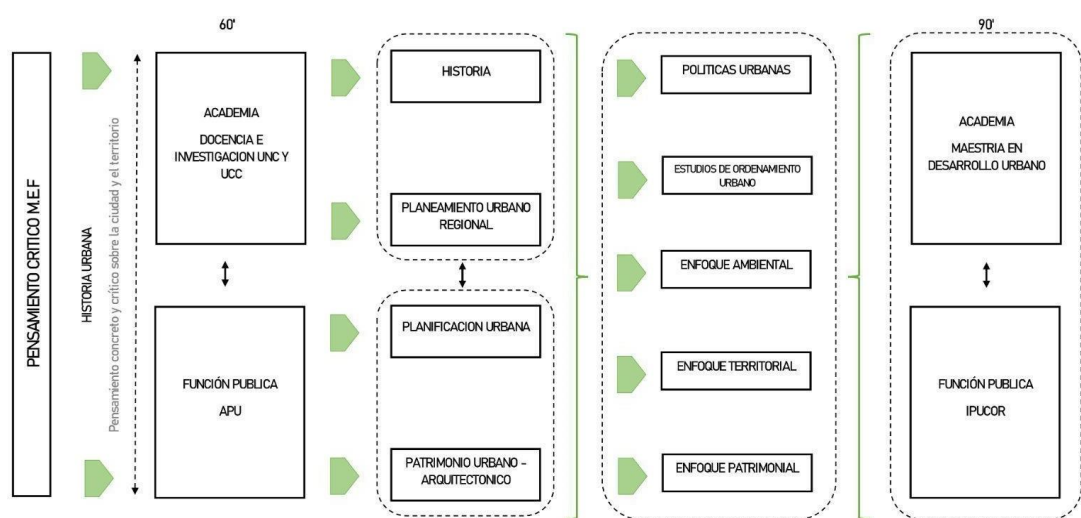 60'
90'
PENSAMIENTO CRITICO M.E.F
HISTORIA URBANA
Pensamiento concreto y crítico sobre la ciudad y el territorio
ACADEMIA
DOCENCIA E
INVESTIGACION UNC Y
UCC
FUNCIÓN PUBLICA
APU
HISTORIA
PLANEAMIENTO URBANO
REGIONAL
PLANIFICACION URBANA
PATRIMONIO URBANO -
ARQUITECTONICO
POLITICAS URBANAS
ESTUDIOS DE ORDENAMIENTO
URBANO
ENFOQUE AMBIENTAL
ENFOQUE TERRITORIAL
ENFOQUE PATRIMONIAL
ACADEMIA
MAESTRIA EN
DESARROLLO URBANO
FUNCIÓN PUBLICA
IPUCOR